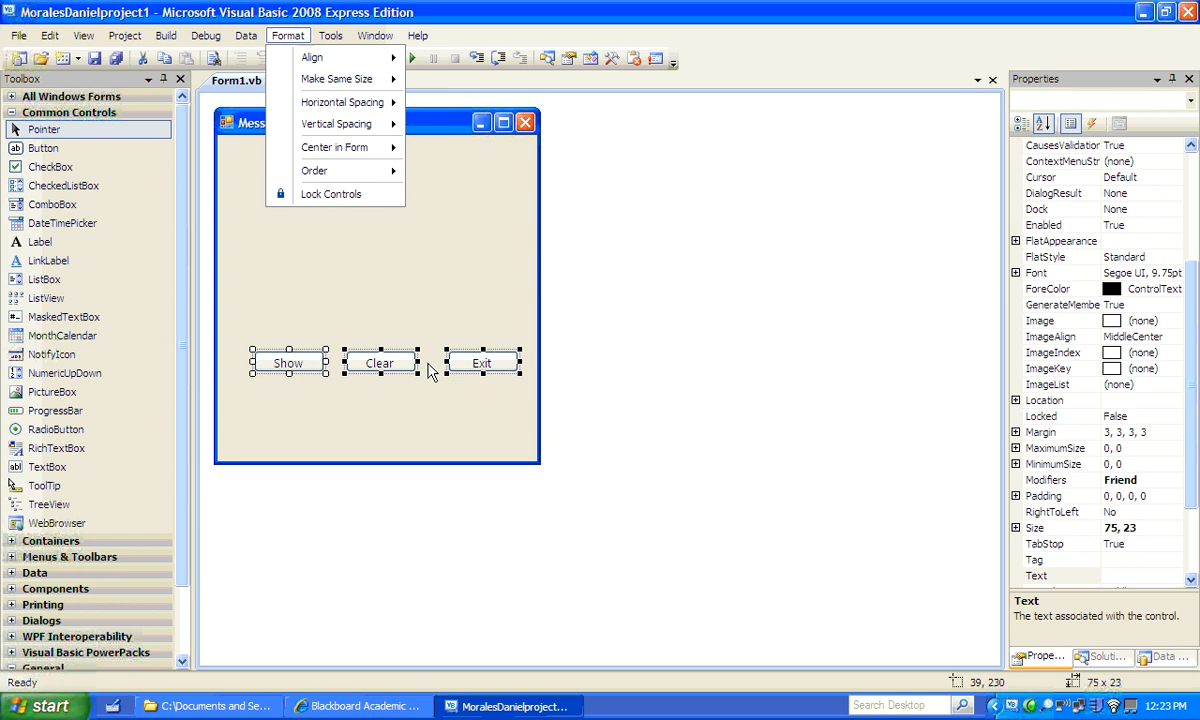 MoralesDanielproject1 - Microsoft Visual Basic 2008 Express Edition
File Edit View Project Build Debug Data Format Tools Window Help
Toolbox
All Windows Forms
Common Controls
Pointer
Button
CheckBox
CheckedListBox
ComboBox
DateTimePicker
Label
LinkLabel
ListBox
ListView
MaskedTextBox
MonthCalendar
NotifyIcon
NumericUpDown
PictureBox
ProgressBar
RadioButton
RichTextBox
TextBox
ToolTip
TreeView
WebBrowser
Containers
Menus & Toolbars
Data
Components
Printing
Dialogs
WPF Interoperability
Visual Basic PowerPacks
General
Form1.vb
Mess
Align
Make Same Size
Horizontal Spacing
Vertical Spacing
Center in Form
Order
Lock Controls
Show Clear Exit
Properties
CausesValidation True
ContextMenuStr (none)
Cursor Default
DialogResult None
Dock None
Enabled True
FlatAppearance
FlatStyle Standard
Font Segoe UI, 9.75pt
ForeColor ControlText
GenerateMembe True
Image (none)
ImageAlign MiddleCenter
ImageIndex (none)
ImageKey (none)
ImageList (none)
Location
Locked False
Margin 3, 3, 3, 3
MaximumSize 0, 0
MinimumSize 0, 0
Modifiers Friend
Padding 0, 0, 0, 0
RightToLeft No
Size 75, 23
TabStop True
Tag
Text
Text
The text associated with the control.
Prope... Soluti... Data ...
Ready 39, 230 75 x 23
start C:\Documents and Se... Blackboard Academic ... MoralesDanielproject... Search Desktop 12:23 PM